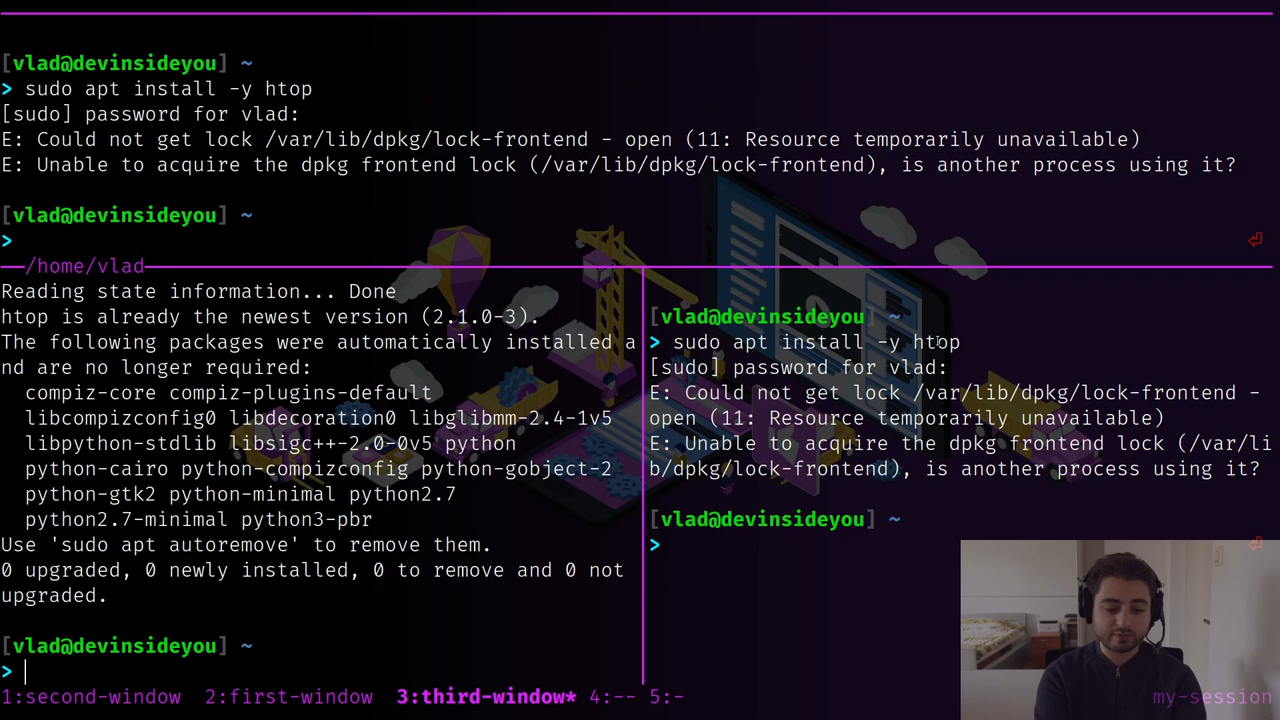 [vlad@devinsideyou] ~
> sudo apt install -y htop
[sudo] password for vlad:
E: Could not get lock /var/lib/dpkg/lock-frontend - open (11: Resource temporarily unavailable)
E: Unable to acquire the dpkg frontend lock (/var/lib/dpkg/lock-frontend), is another process using it?
[vlad@devinsideyou] ~
>
/home/vlad
Reading state information... Done
htop is already the newest version (2.1.0-3).
The following packages were automatically installed a
nd are no longer required:
compiz-core compiz-plugins-default
libcompizconfig0 libdecoration0 libglibmm-2.4-1v5
libpython-stdlib libsigc++-2.0-0v5 python
python-cairo python-compizconfig python-gobject-2
python-gtk2 python-minimal python2.7
python2.7-minimal python3-pbr
Use 'sudo apt autoremove' to remove them.
0 upgraded, 0 newly installed, 0 to remove and 0 not
upgraded.
[vlad@devinsideyou] ~
>
[vlad@devinsideyou] ~
> sudo apt install -y htop
[sudo] password for vlad:
E: Could not get lock /var/lib/dpkg/lock-frontend -
open (11: Resource temporarily unavailable)
E: Unable to acquire the dpkg frontend lock (/var/li
b/dpkg/lock-frontend), is another process using it?
[vlad@devinsideyou] ~
>
1:second-window 2:first-window 3:third-window* 4:-- 5:-
my-session